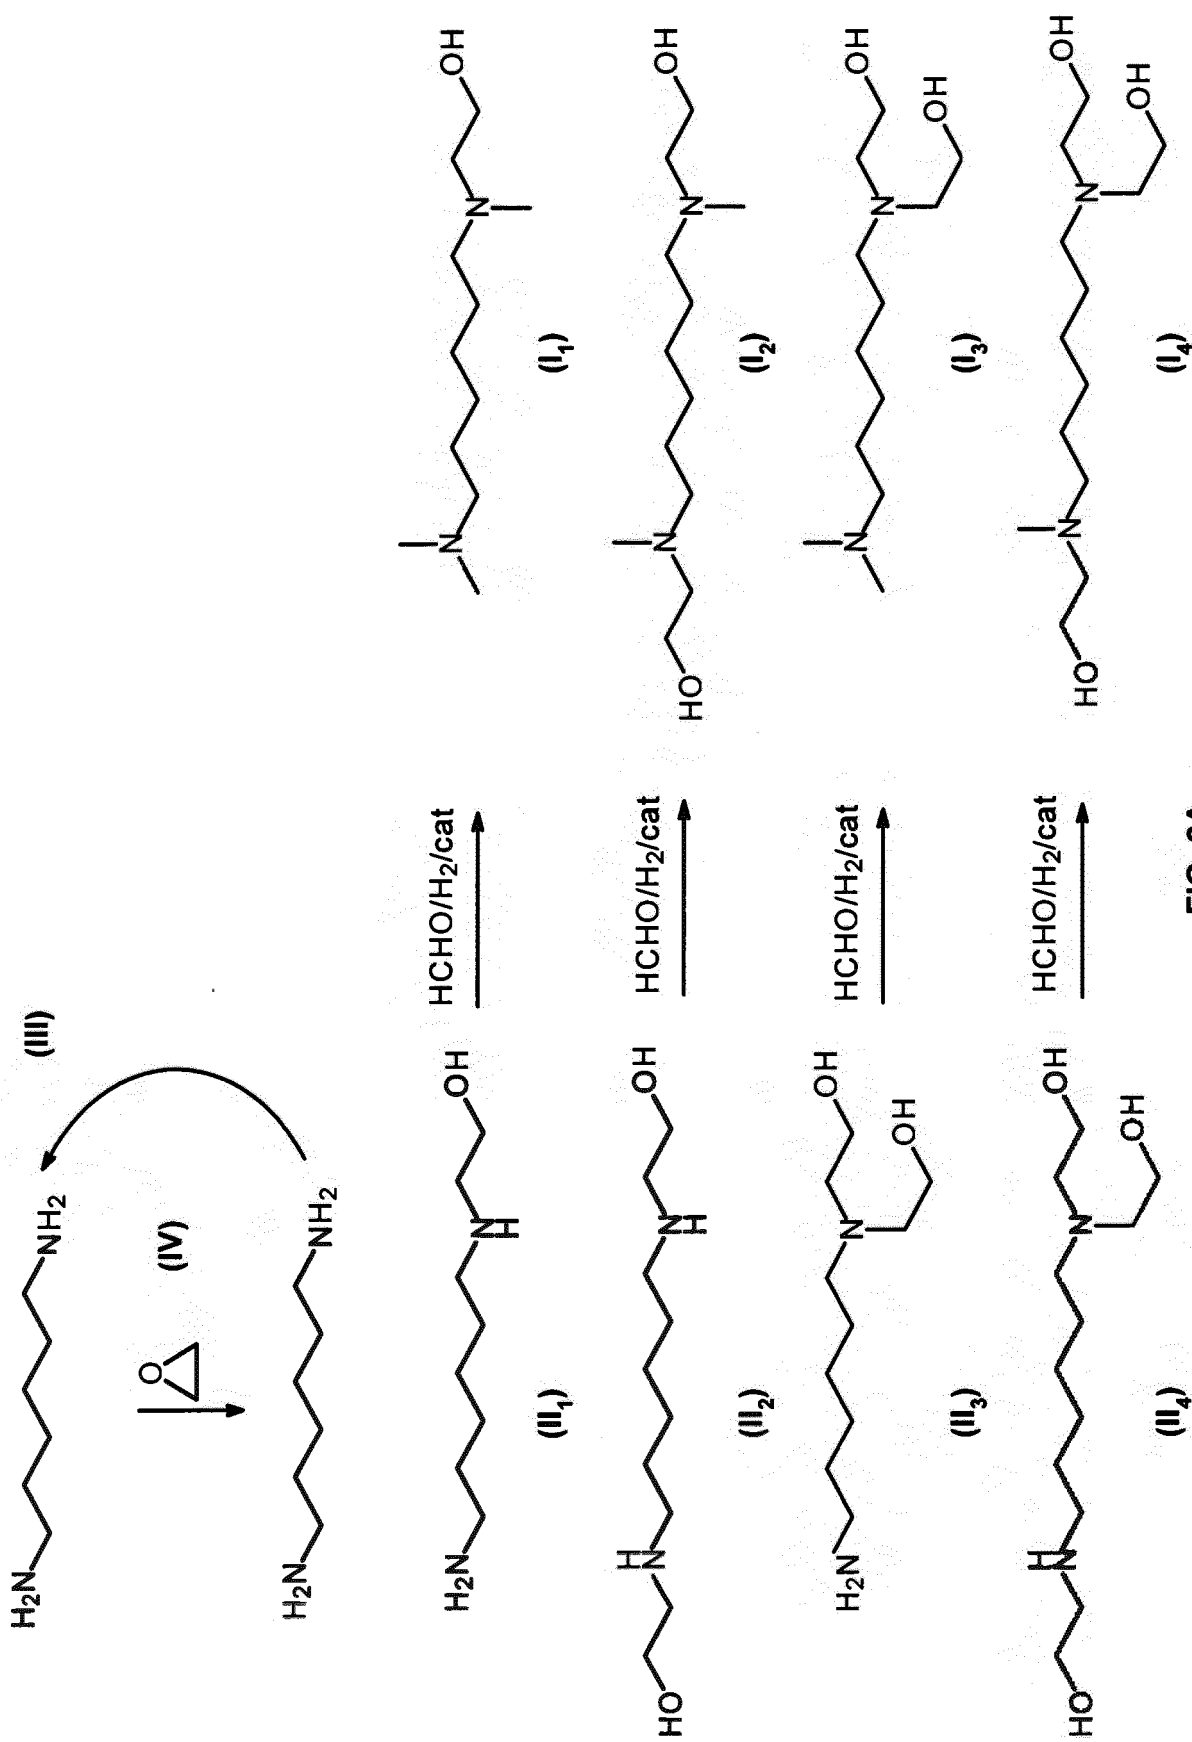 H₂N NH₂ (III)
O (IV)
H₂N NH₂
H₂N N H OH HCHO/H₂/cat N N OH
(II₁) (I₁)
HO H N N H OH HCHO/H₂/cat HO N N OH
(II₂) (I₂)
H₂N N OH OH HCHO/H₂/cat N N OH OH
(II₃) (I₃)
HO H N N OH OH HCHO/H₂/cat HO N N OH OH
(II₄) (I₄)